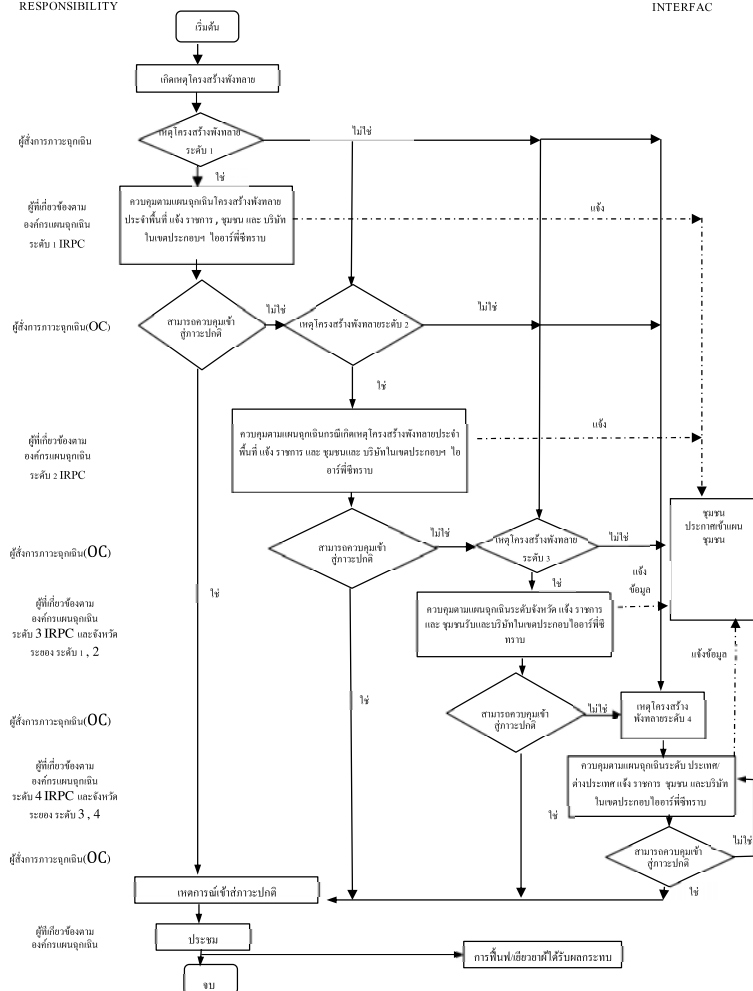 RESPONSIBILITY
INTERFAC
เริ่มต้น
เกิดเหตุโครงสร้างพังทลาย
ผู้สั่งการภาวะฉุกเฉิน
เหตุโครงสร้างพังทลาย
ระดับ 1
ไม่ใช่
ใช่
ผู้ที่เกี่ยวข้องตาม
องค์กรแผนฉุกเฉิน
ระดับ 1 IRPC
ควบคุมตามแผนฉุกเฉินโครงสร้างพังทลาย
ประจำพื้นที่ แจ้ง ราชการ , ชุมชน และ บริษัท
ในเขตประกอบฯ ไออาร์พีซีทราบ
แจ้ง
ผู้สั่งการภาวะฉุกเฉิน(OC)
สามารถควบคุมเข้า
สู่ภาวะปกติ
ไม่ใช่
เหตุโครงสร้างพังทลายระดับ 2
ไม่ใช่
ใช่
ผู้ที่เกี่ยวข้องตาม
องค์กรแผนฉุกเฉิน
ระดับ 2 IRPC
ควบคุมตามแผนฉุกเฉินกรณีเกิดเหตุโครงสร้างพังทลายประจำ
พื้นที่ แจ้ง ราชการ และ ชุมชนและ บริษัทในเขตประกอบฯ ไอ
อาร์พีซีทราบ
แจ้ง
ชุมชน
ประกาศเข้าแผน
ชุมชน
ผู้สั่งการภาวะฉุกเฉิน(OC)
สามารถควบคุมเข้า
สู่ภาวะปกติ
ไม่ใช่
เหตุโครงสร้างพังทลาย
ระดับ 3
ไม่ใช่
ใช่
แจ้ง
ข้อมูล
ใช่
ผู้ที่เกี่ยวข้องตาม
องค์กรแผนฉุกเฉิน
ระดับ 3 IRPC และจังหวัด
ระยอง ระดับ 1 , 2
ควบคุมตามแผนฉุกเฉินระดับจังหวัด แจ้ง ราชการ
และ ชุมชนรับและบริษัทในเขตประกอบไออาร์พีซี
ทราบ
แจ้งข้อมูล
ใช่
ผู้สั่งการภาวะฉุกเฉิน(OC)
สามารถควบคุมเข้า
สู่ภาวะปกติ
ไม่ใช่
เหตุโครงสร้าง
พังทลายระดับ 4
ผู้ที่เกี่ยวข้องตาม
องค์กรแผนฉุกเฉิน
ระดับ 4 IRPC และจังหวัด
ระยอง ระดับ 3 , 4
ควบคุมตามแผนฉุกเฉินระดับ ประเทศ/
ต่างประเทศ แจ้ง ราชการ ชุมชน และบริษัท
ในเขตประกอบไออาร์พีซีทราบ
ใช่
ไม่ใช่
ผู้สั่งการภาวะฉุกเฉิน(OC)
สามารถควบคุมเข้า
สู่ภาวะปกติ
ใช่
เหตการณ์เข้าสู่ภาวะปกติ
ผู้ที่เกี่ยวข้องตาม
องค์กรแผนฉุกเฉิน
ประชม
การฟื้นฟู/เยียวยาผู้ได้รับผลกระทบ
จบ